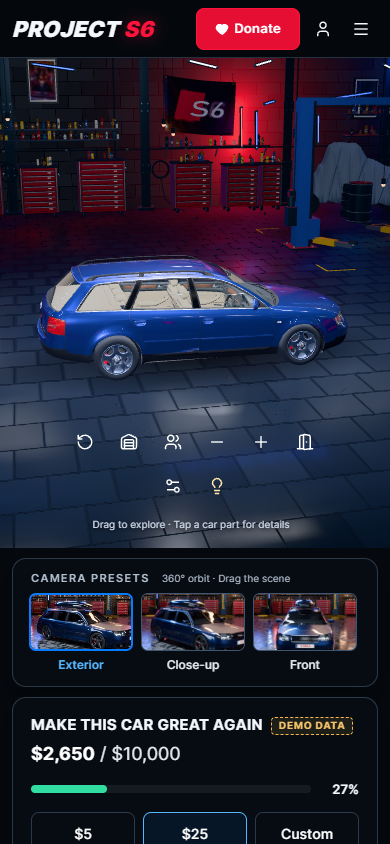 PROJECT S6
Donate
S6
Drag to explore · Tap a car part for details
CAMERA PRESETS 360° orbit · Drag the scene
Exterior Close-up Front
MAKE THIS CAR GREAT AGAIN DEMO DATA
$2,650 / $10,000
27%
$5 $25 Custom